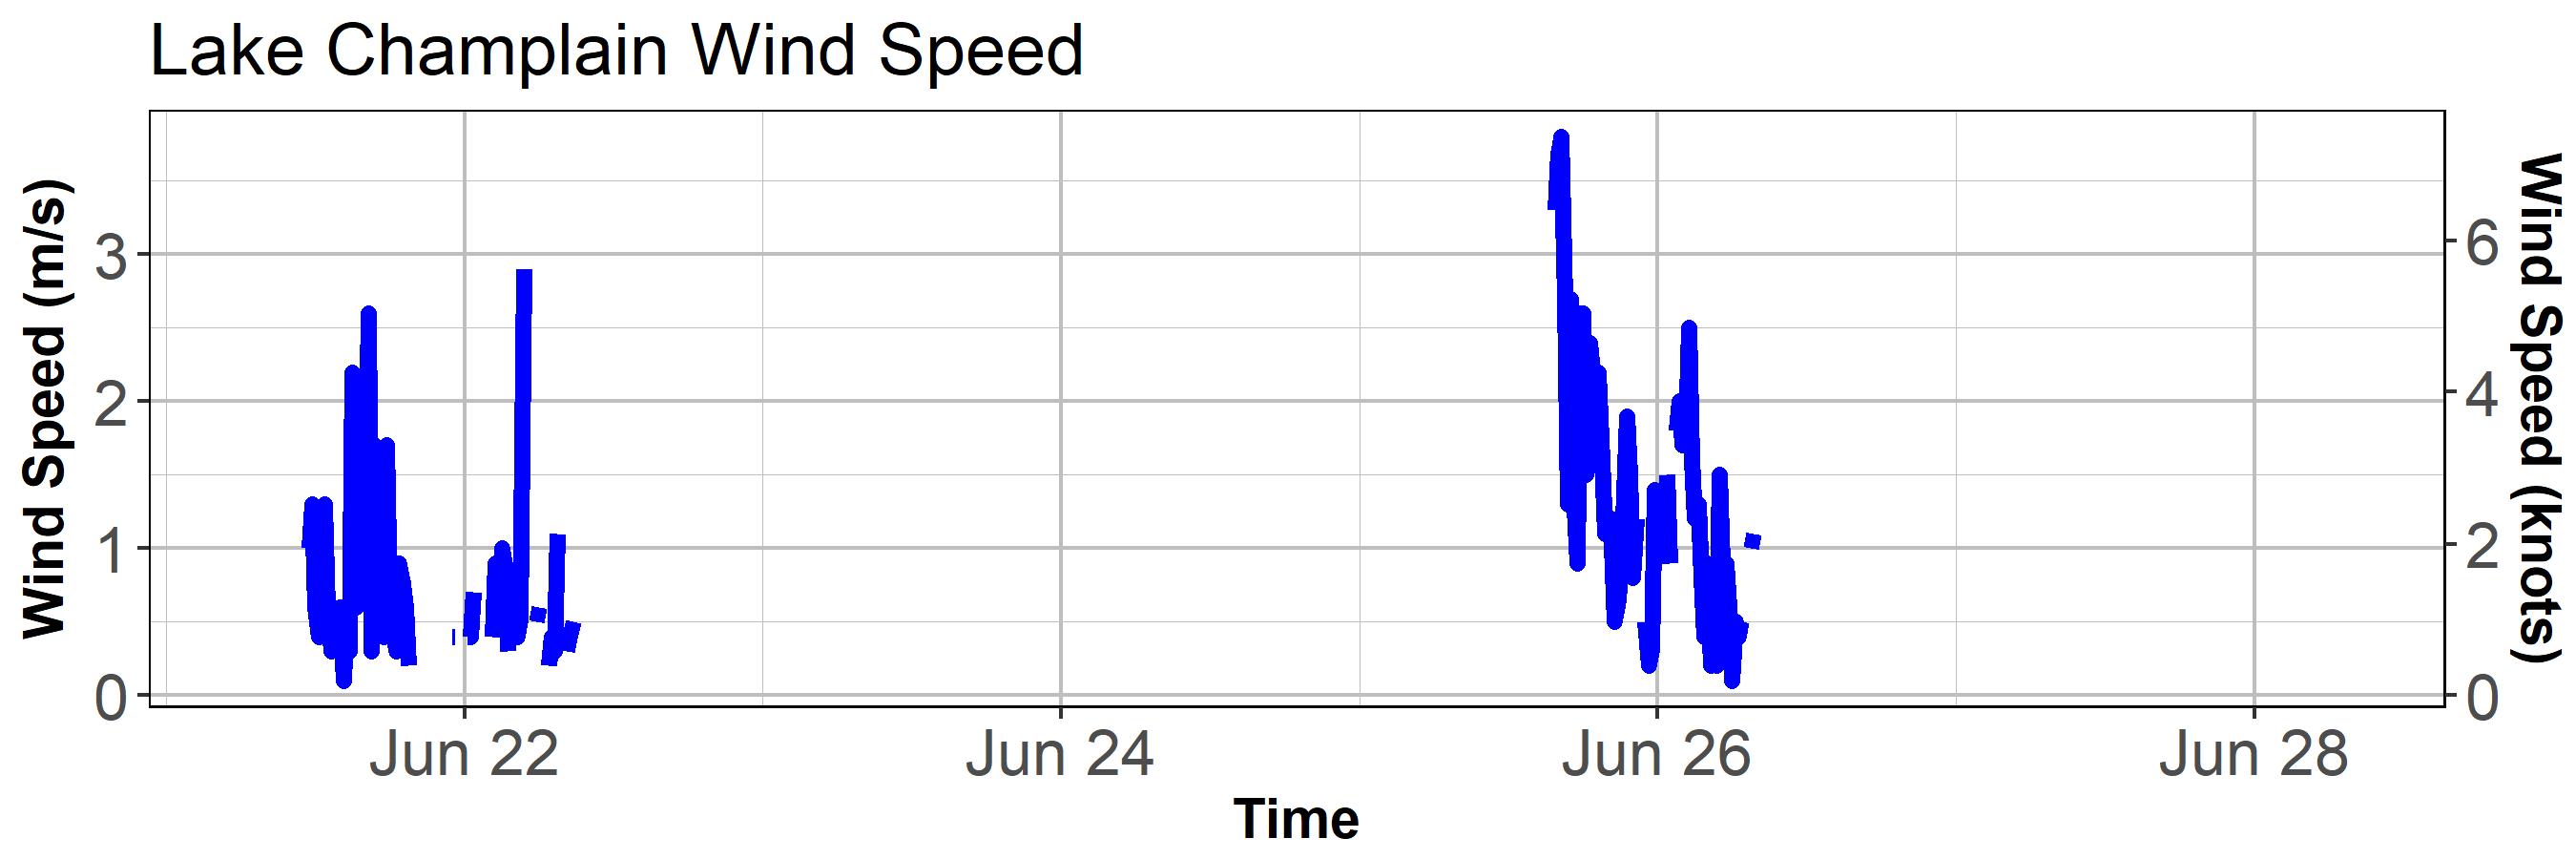 Lake Champlain Wind Speed
Wind Speed (m/s)
3
2
1
0
6
4
2
0
Wind Speed (knots)
Jun 22
Jun 24
Jun 26
Jun 28
Time